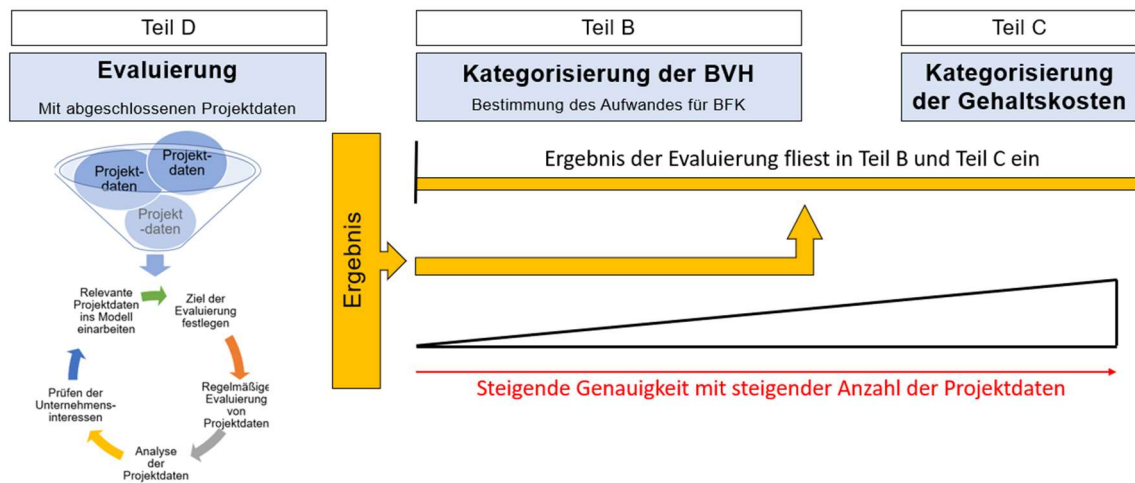 Teil D
Evaluierung
Mit abgeschlossenen Projektdaten
Projekt-
daten
Projekt-
daten
Projekt
-daten
Relevante
Projektdaten
ins Modell
einarbeiten
Ziel der
Evaluierung
festlegen
Regelmäßige
Evaluierung
von
Projektdaten
Analyse
der
Projektdaten
Prüfen der
Unternehmens-
interessen
Ergebnis
Teil B
Kategorisierung der BVH
Bestimmung des Aufwandes für BFK
Teil C
Kategorisierung
der Gehaltskosten
Ergebnis der Evaluierung fliest in Teil B und Teil C ein
Steigende Genauigkeit mit steigender Anzahl der Projektdaten